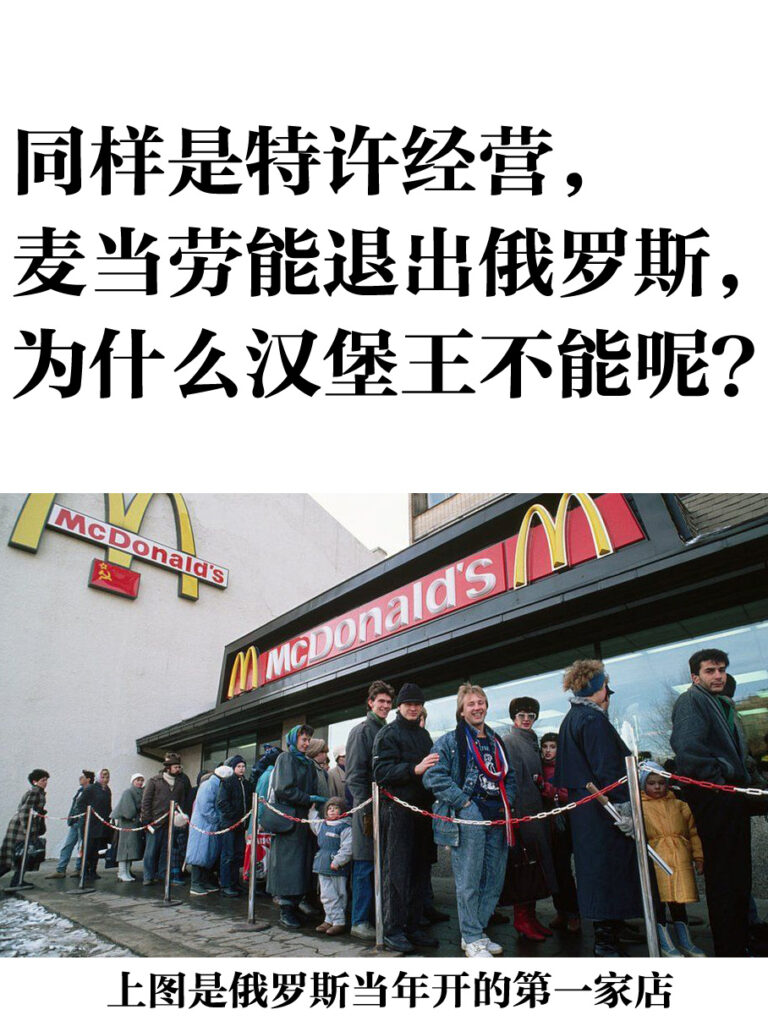 同样是特许经营，
麦当劳能退出俄罗斯，
为什么汉堡王不能呢？
McDonald's
McDonald's
上图是俄罗斯当年开的第一家店